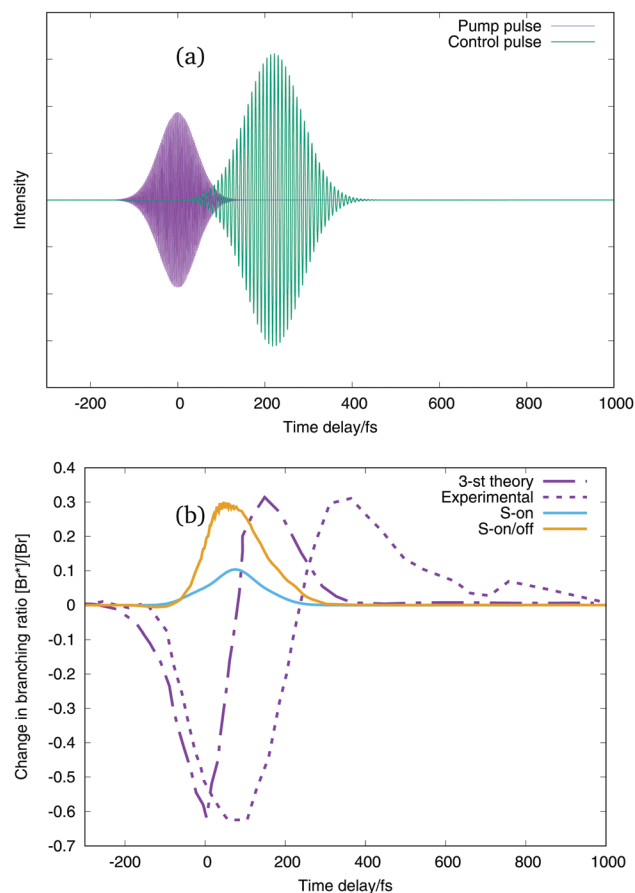 (a)
Pump pulse
Control pulse
Intensity
-200 0 200 400 600 800 1000
Time delay/fs
(b)
3-st theory
Experimental
S-on
S-on/off
Change in branching ratio [Br*]/[Br]
0.4
0.3
0.2
0.1
0
-0.1
-0.2
-0.3
-0.4
-0.5
-0.6
-0.7
-200 0 200 400 600 800 1000
Time delay/fs